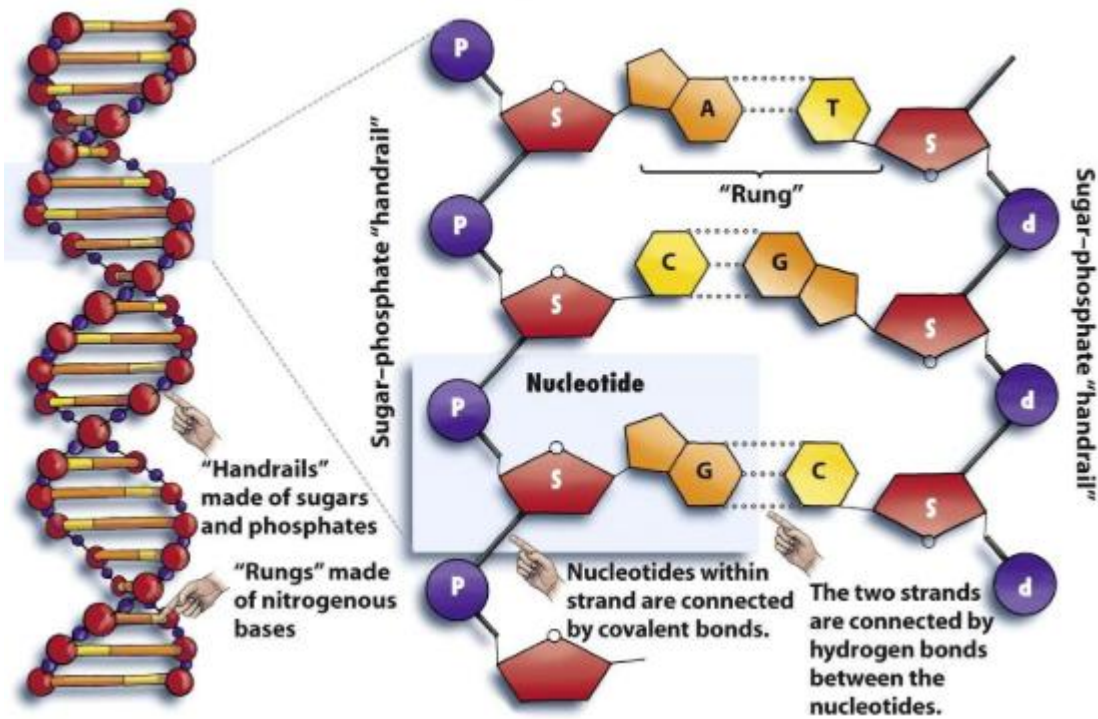 P
S
A
T
S
"Rung"
Sugar–phosphate "handrail"
Sugar–phosphate "handrail"
P
P
C
G
S
S
Nucleotide
P
P
S
G
C
S
"Handrails"
made of sugars
and phosphates
"Rungs" made
of nitrogenous
bases
P
Nucleotides within
strand are connected
by covalent bonds.
P
The two strands
are connected by
hydrogen bonds
between the
nucleotides.
S